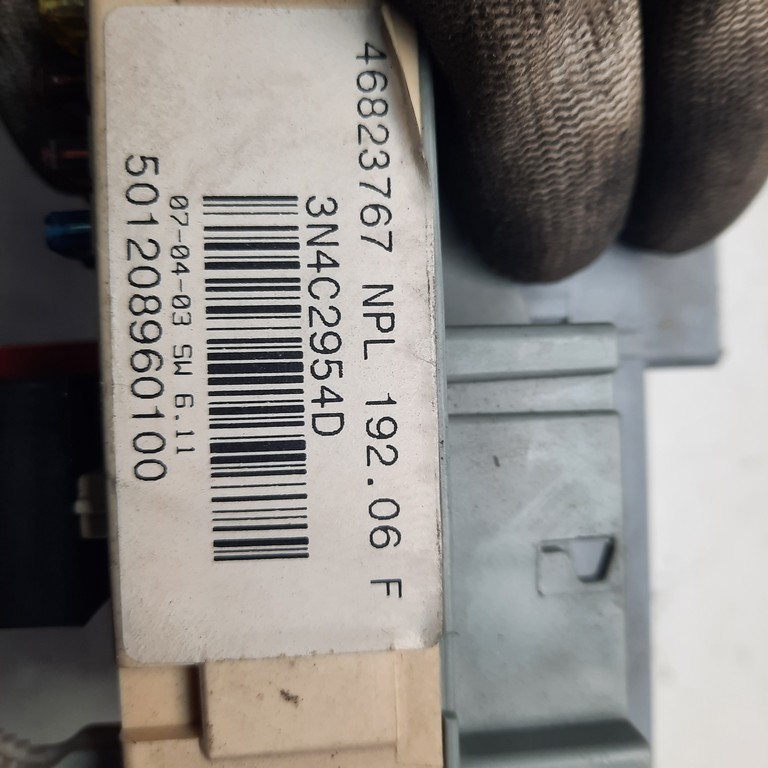 46823767 NPL 192.06 F
3N4C2954D
07-04-03 SW 6.11
501208960100